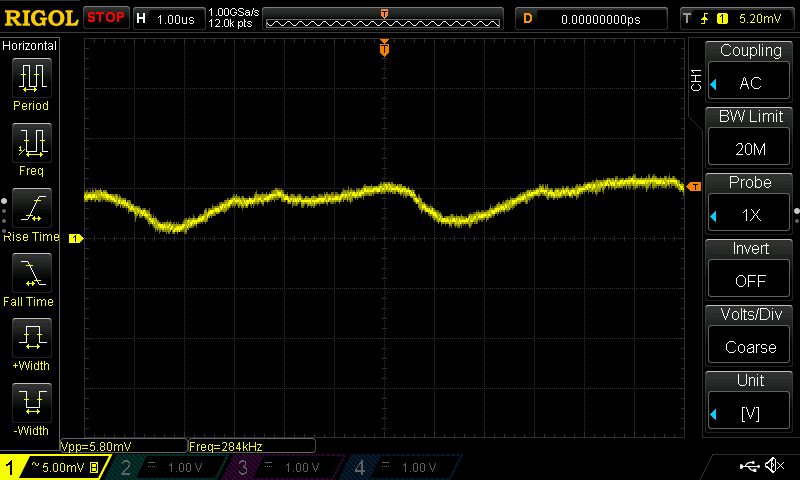 RIGOL STOP H 1.00us 1.00GSa/s 12.0k pts T D 0.00000000ps T 1 5.20mV
Horizontal
Period
Freq
Rise Time
Fall Time
+Width
-Width
T
T
1
CH1
Coupling
AC
BW Limit
20M
Probe
1X
Invert
OFF
Volts/Div
Coarse
Unit
[V]
Vpp=5.80mV Freq=284kHz
1 ~ 5.00mV B 2 1.00 V 3 1.00 V 4 1.00 V